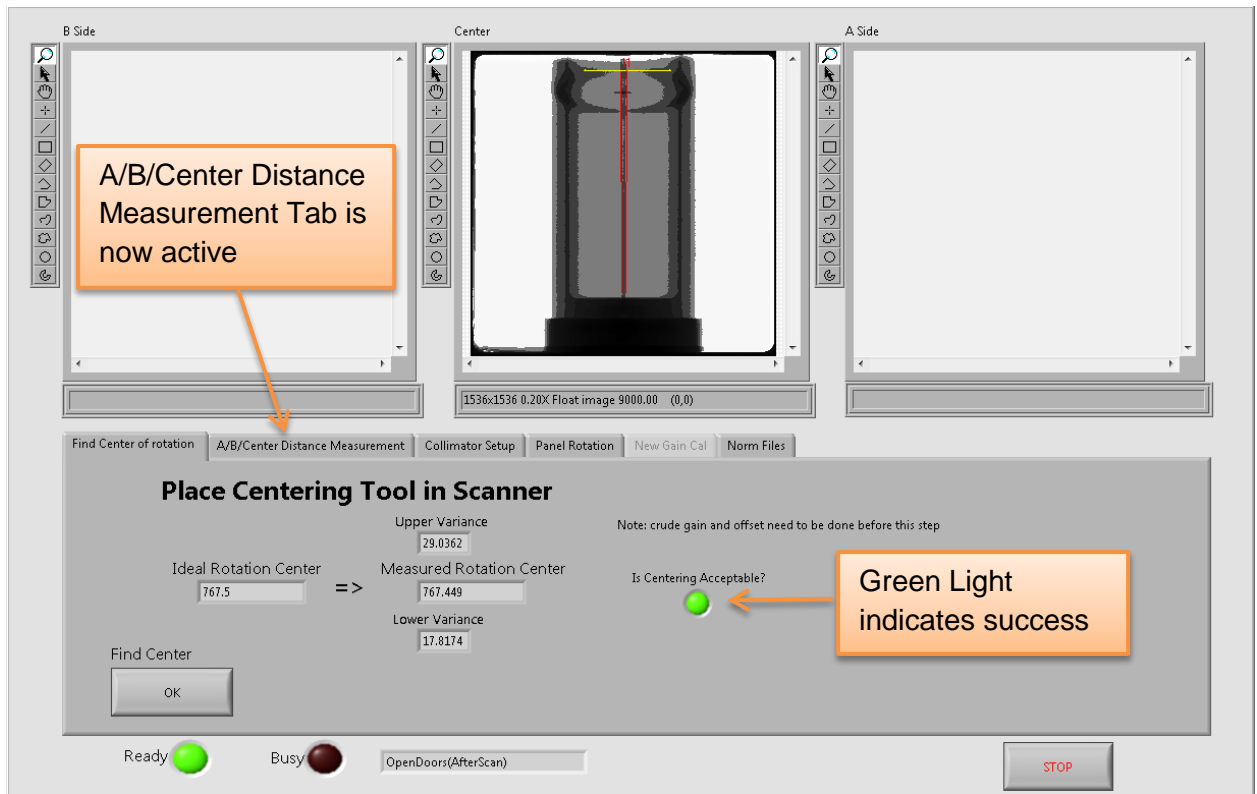 B Side
Center
A Side
1
A/B/Center Distance
Measurement Tab is
now active
1536x1536 0.20X Float image 9000.00 (0,0)
Find Center of rotation
A/B/Center Distance Measurement
Collimator Setup
Panel Rotation
New Gain Cal
Norm Files
Place Centering Tool in Scanner
Note: crude gain and offset need to be done before this step
Upper Variance
29.0362
Ideal Rotation Center
767.5
=>
Measured Rotation Center
767.449
Lower Variance
17.8174
Is Centering Acceptable?
Green Light
indicates success
Find Center
OK
Ready
Busy
OpenDoors(AfterScan)
STOP